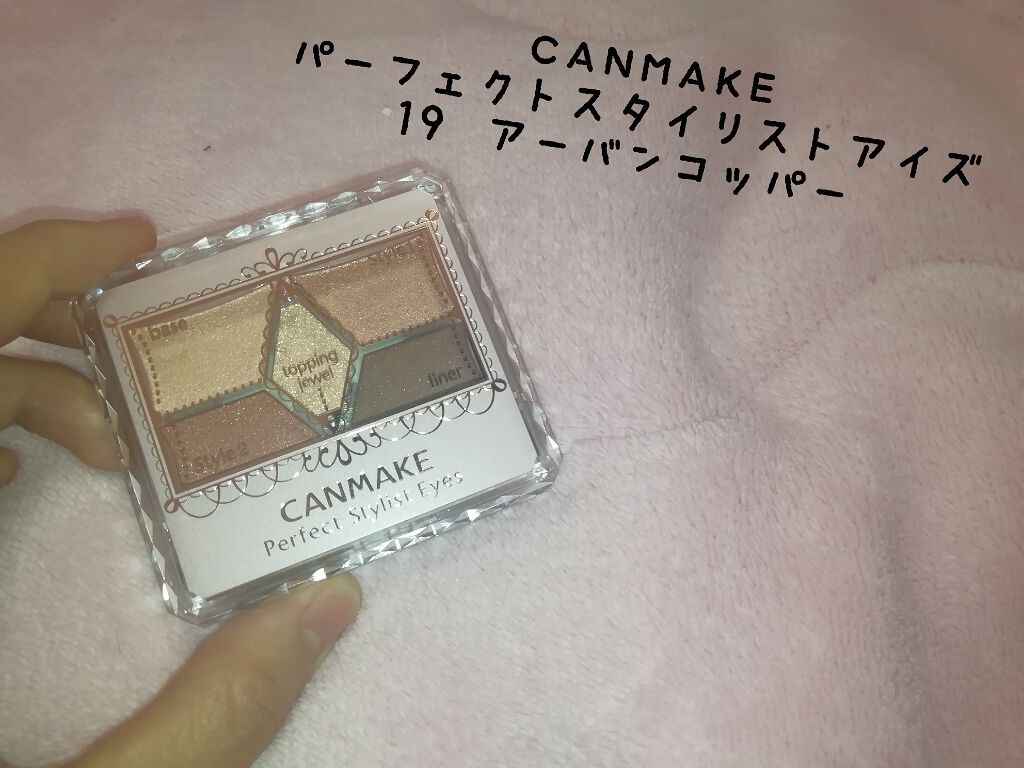 CANMAKE
パーフェクトスタイリストアイズ
19 アーバンコッパー
base
style1
topping
jewel
liner
style2
CANMAKE
Perfect Stylist Eyes